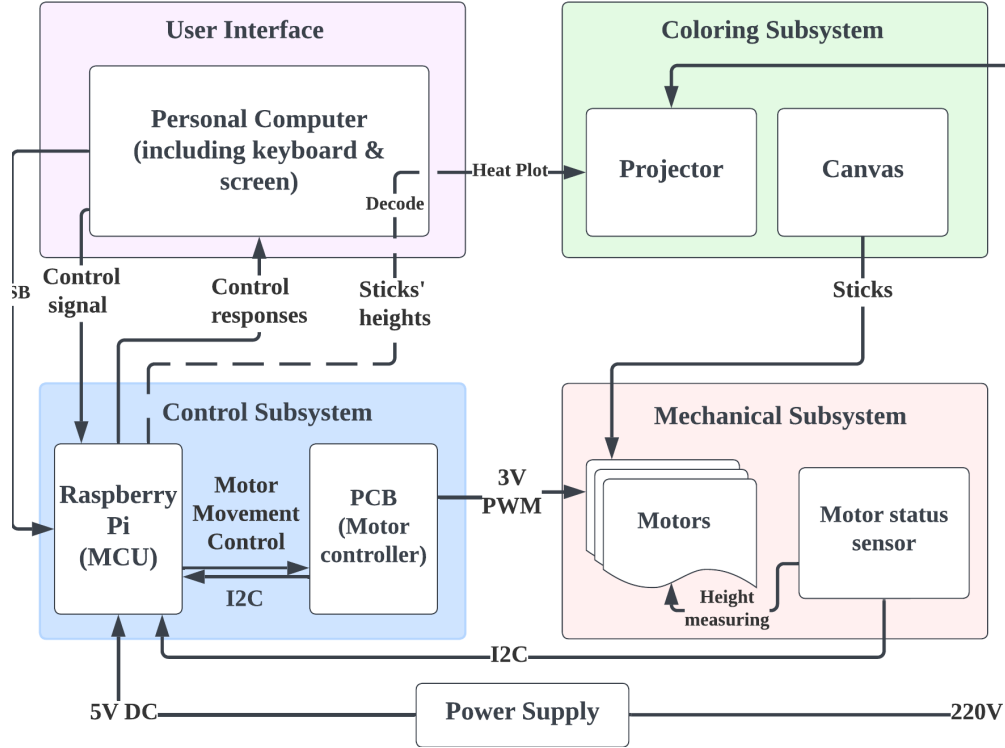 User Interface
Coloring Subsystem
Personal Computer
(including keyboard &
screen)
Projector
Canvas
Heat Plot
Decode
SB
Control
signal
Control
responses
Sticks'
heights
Sticks
Control Subsystem
Mechanical Subsystem
Raspberry
Pi
(MCU)
Motor
Movement
Control
I2C
PCB
(Motor
controller)
3V
PWM
Motors
Motor status
sensor
Height
measuring
I2C
5V DC
Power Supply
220V